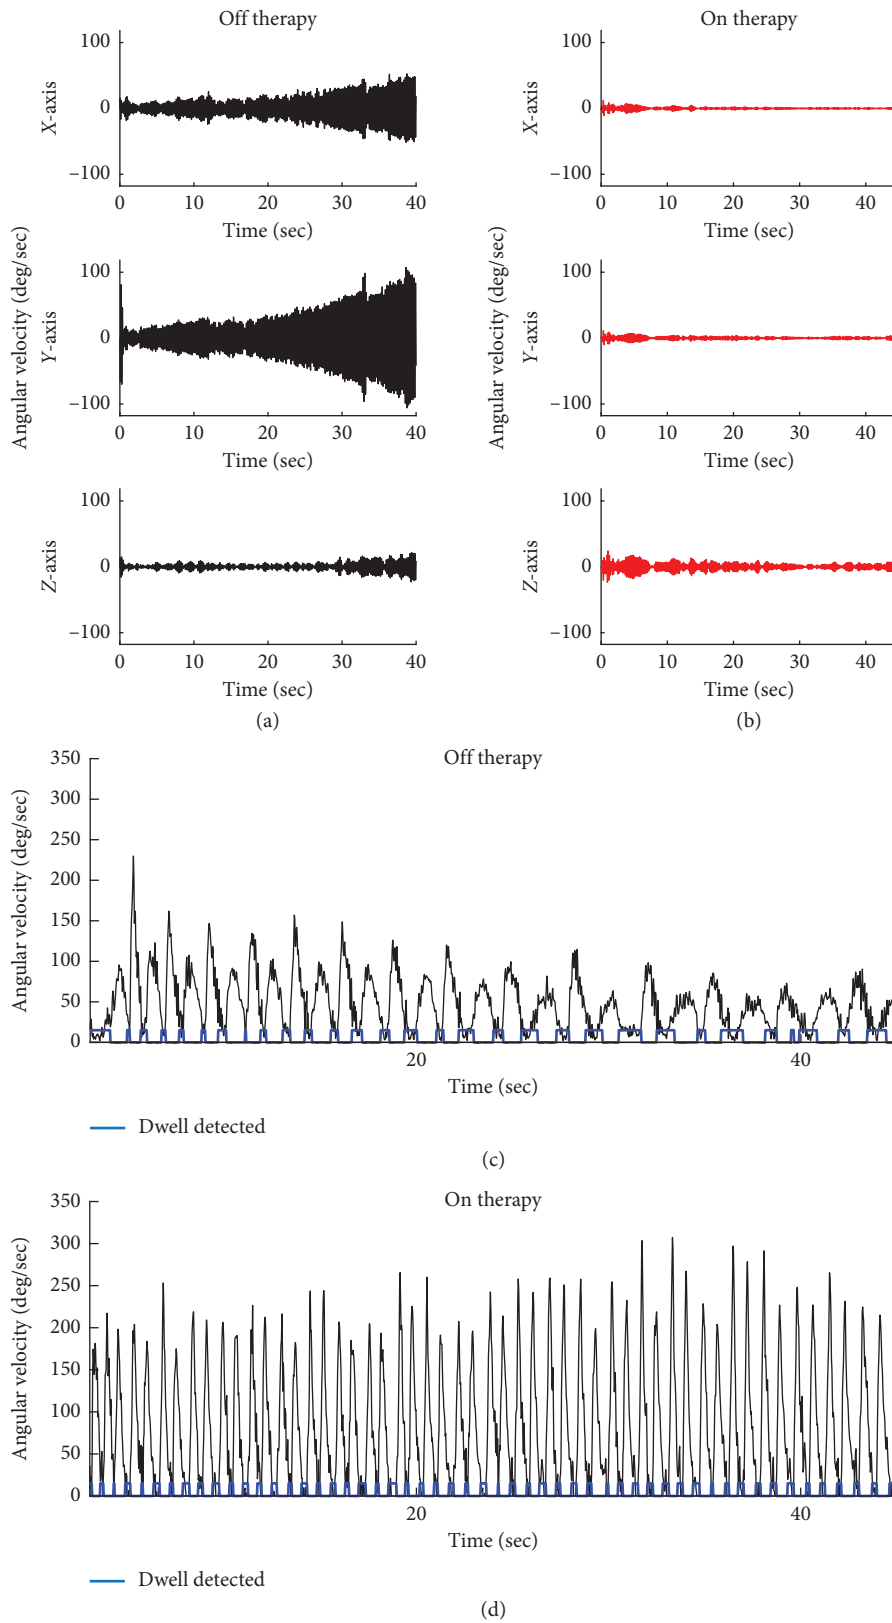 Off therapy
On therapy
100
0
−100
X-axis
0 10 20 30 40
Time (sec)
100
0
−100
X-axis
0 10 20 30 40
Time (sec)
Angular velocity (deg/sec)
100
0
−100
Y-axis
0 10 20 30 40
Time (sec)
Angular velocity (deg/sec)
100
0
−100
Y-axis
0 10 20 30 40
Time (sec)
100
0
−100
Z-axis
0 10 20 30 40
Time (sec)
(a)
100
0
−100
Z-axis
0 10 20 30 40
Time (sec)
(b)
Off therapy
350
300
250
200
150
100
50
0
Angular velocity (deg/sec)
20 40
Time (sec)
Dwell detected
(c)
On therapy
350
300
250
200
150
100
50
0
Angular velocity (deg/sec)
20 40
Time (sec)
Dwell detected
(d)